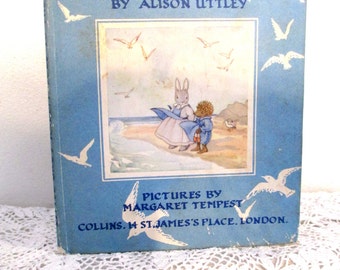 BY ALISON UTTLEY
PICTURES BY
MARGARET TEMPEST
COLLINS. 14 ST. JAMES'S PLACE. LONDON.